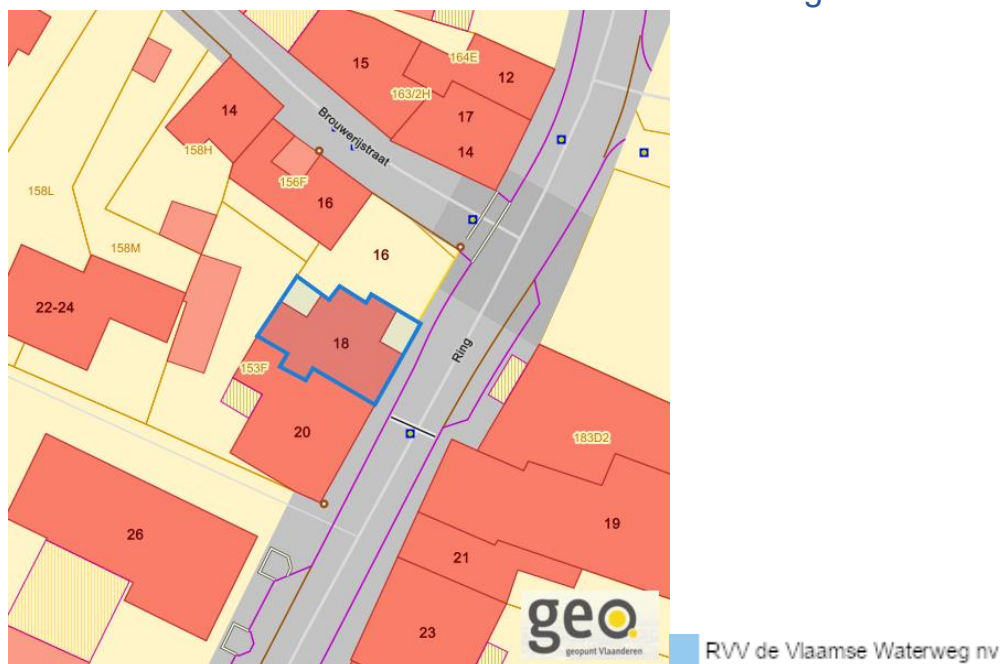 15
164E
12
163/2H
17
14
14
Brouwerijstraat
158H
156F
16
158L
158M
16
22-24
18
Ring
153F
20
183D2
26
19
21
23
geo.
geopunt Vlaanderen
RVV de Vlaamse Waterweg nv